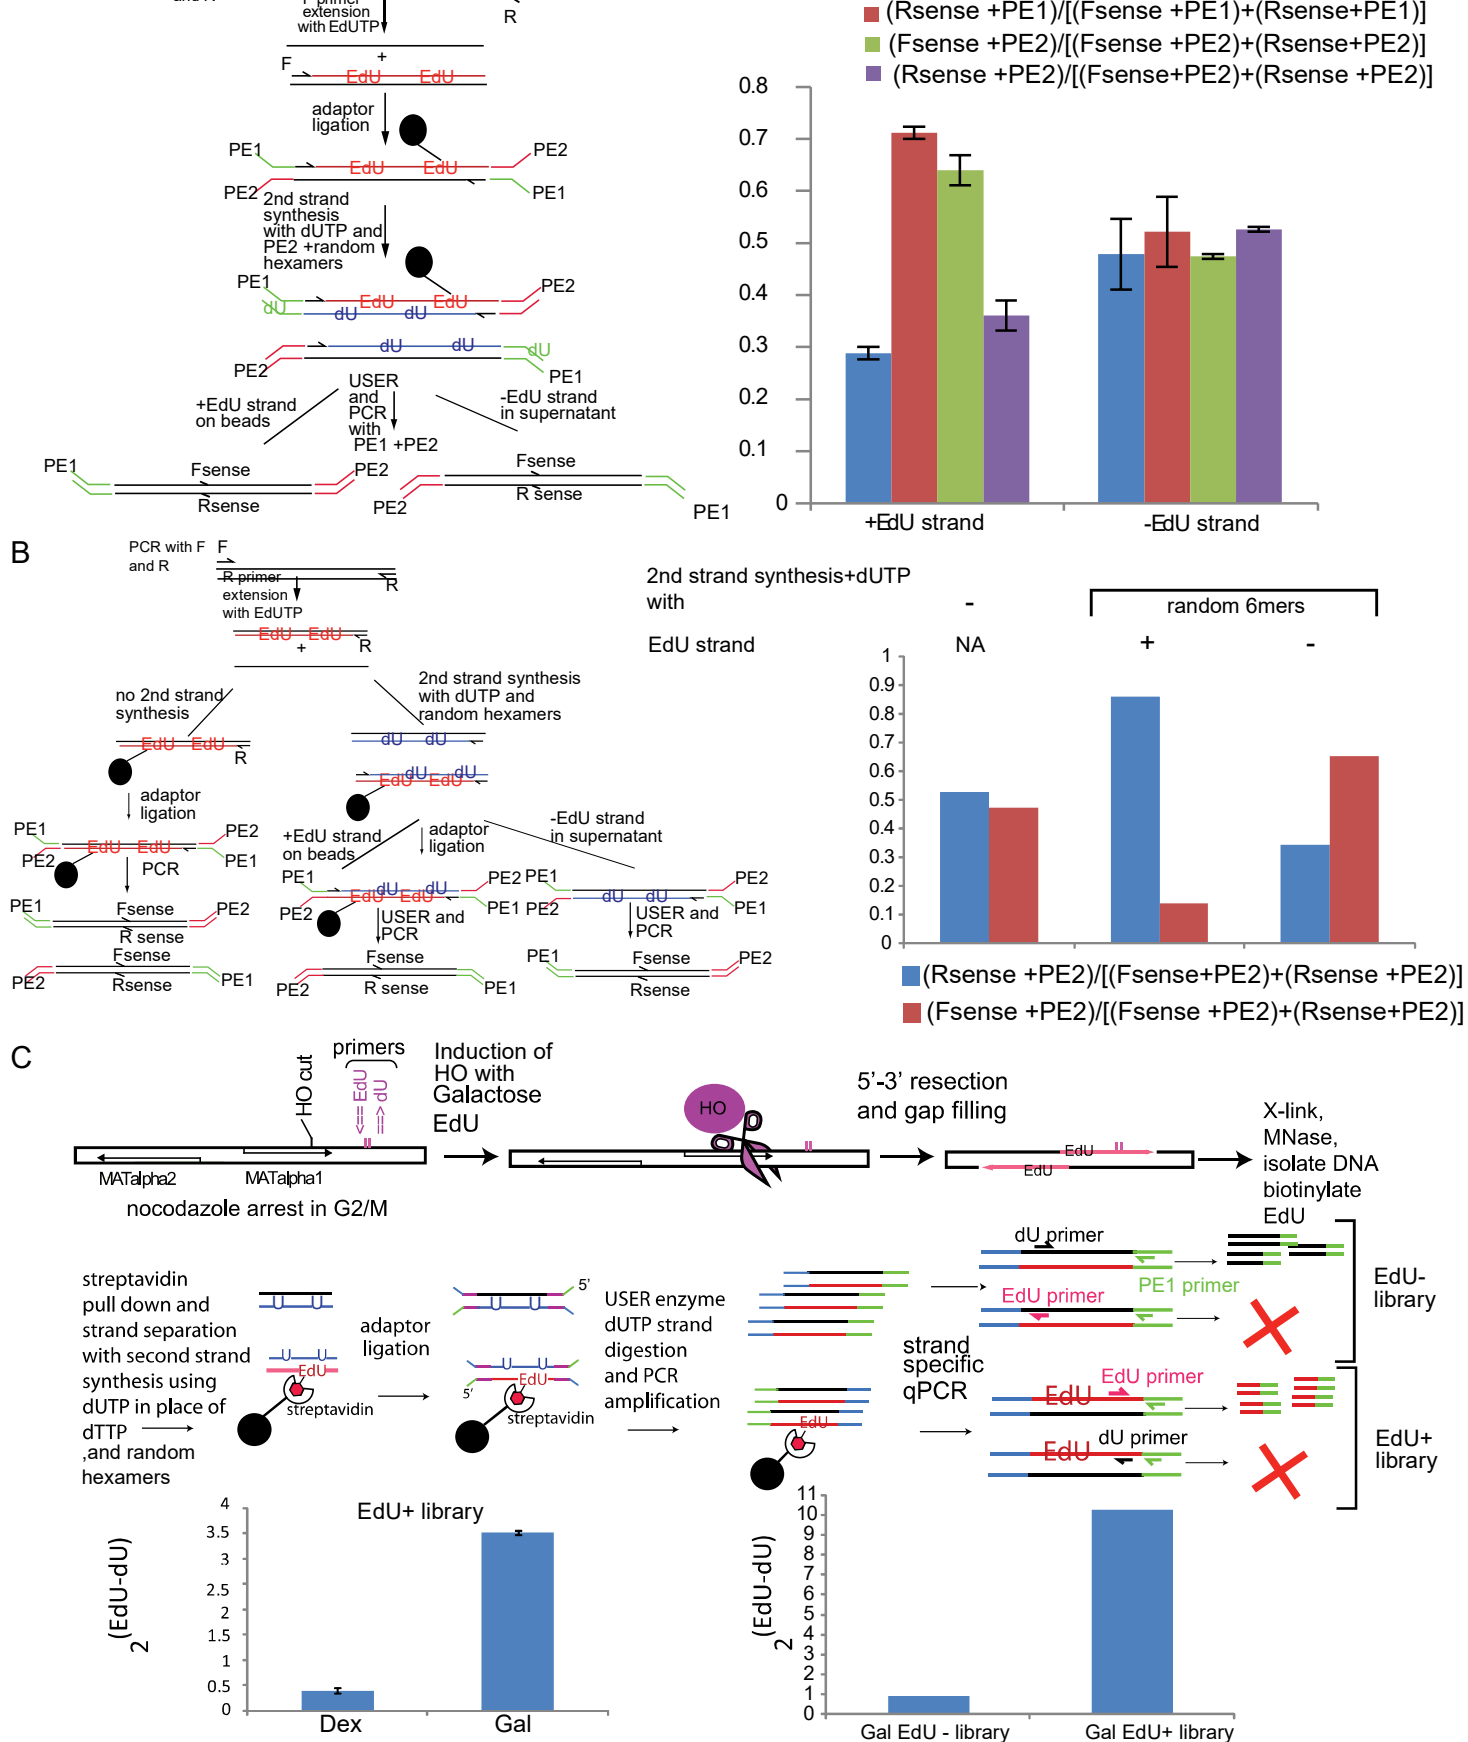 and R
F primer
extension
with EdUTP
R
+
F
EdU EdU
adaptor
ligation
PE1
EdU EdU
PE2
PE2
PE1
2nd strand
synthesis
with dUTP and
PE2 +random
hexamers
PE1
EdU EdU
PE2
dU
dU dU
dU dU
dU
PE2
PE1
USER
and
PCR
with
PE1 +PE2
+EdU strand
on beads
-EdU strand
in supernatant
PE1
Fsense
PE2
Rsense
Fsense
R sense
PE2
PE1
(Rsense +PE1)/[(Fsense +PE1)+(Rsense+PE1)]
(Fsense +PE2)/[(Fsense +PE2)+(Rsense+PE2)]
(Rsense +PE2)/[(Fsense+PE2)+(Rsense +PE2)]
0.8
0.7
0.6
0.5
0.4
0.3
0.2
0.1
0
+EdU strand
-EdU strand
B
PCR with F
and R
F
R primer
extension
with EdUTP
R
EdU EdU
+
R
no 2nd strand
synthesis
2nd strand synthesis
with dUTP and
random hexamers
EdU EdU
R
dU dU
dU dU
EdU EdU
adaptor
ligation
+EdU strand
on beads
adaptor
ligation
-EdU strand
in supernatant
PE1
EdU EdU
PE2
PE2
PE1
PCR
PE1
dU dU
EdU EdU
PE2
PE2
PE1
USER and
PCR
PE2
dU dU
PE2
PE1
USER and
PCR
PE1
Fsense
PE2
R sense
Fsense
PE2
Rsense
PE1
Fsense
PE2
R sense
PE1
PE1
Fsense
PE2
Rsense
2nd strand synthesis+dUTP
with
-
random 6mers
EdU strand
NA
+
-
1
0.9
0.8
0.7
0.6
0.5
0.4
0.3
0.2
0.1
0
(Rsense +PE2)/[(Fsense+PE2)+(Rsense +PE2)]
(Fsense +PE2)/[(Fsense +PE2)+(Rsense+PE2)]
C
HO cut
primers
<== EdU
==> dU
MATalpha2
MATalpha1
nocodazole arrest in G2/M
Induction of
HO with
Galactose
EdU
HO
5'-3' resection
and gap filling
EdU
EdU
X-link,
MNase,
isolate DNA
biotinylate
EdU
streptavidin
pull down and
strand separation
with second strand
synthesis using
dUTP in place of
dTTP
,and random
hexamers
U U
U U
EdU
streptavidin
adaptor
ligation
5'
U U
U U
EdU
5'
streptavidin
USER enzyme
dUTP strand
digestion
and PCR
amplification
EdU
strand
specific
qPCR
dU primer
PE1 primer
EdU primer
EdU-
library
EdU primer
EdU
dU primer
EdU
EdU+
library
EdU+ library
2(EdU-dU)
4
3.5
3
2.5
2
1.5
1
0.5
0
Dex
Gal
2(EdU-dU)
11
10
9
8
7
6
5
4
3
2
1
0
Gal EdU - library
Gal EdU+ library